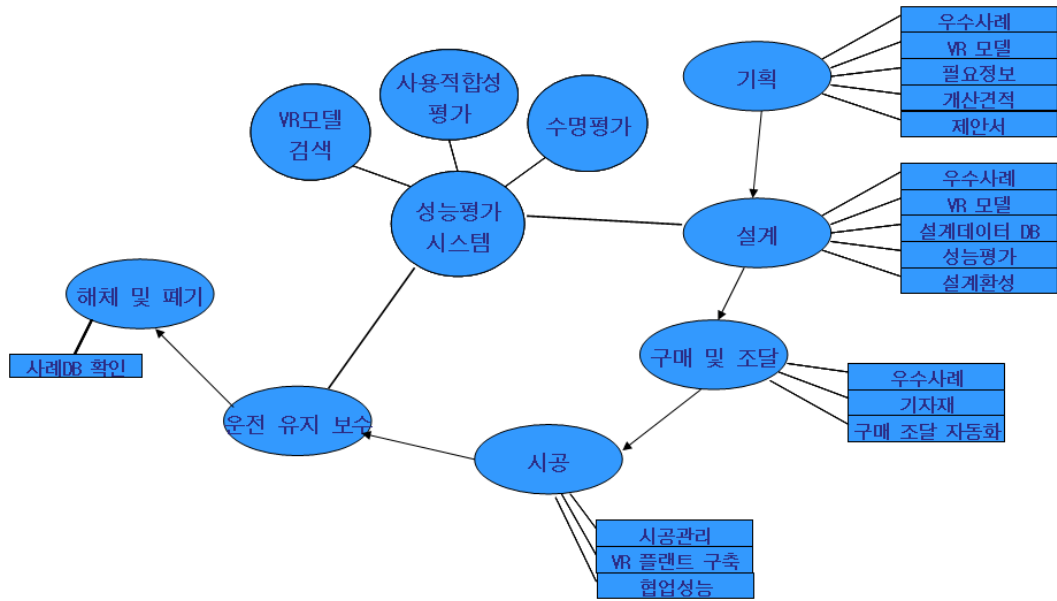 우수사례
VR 모델
필요정보
개산견적
제안서
기획
사용적합성
평가
VR모델
검색
수명평가
성능평가
시스템
설계
우수사례
VR 모델
설계데이터 DB
성능평가
설계환성
해체 및 폐기
사례DB 확인
구매 및 조달
우수사례
기자재
구매 조달 자동화
운전 유지 보수
시공
시공관리
VR 플랜트 구축
협업성능